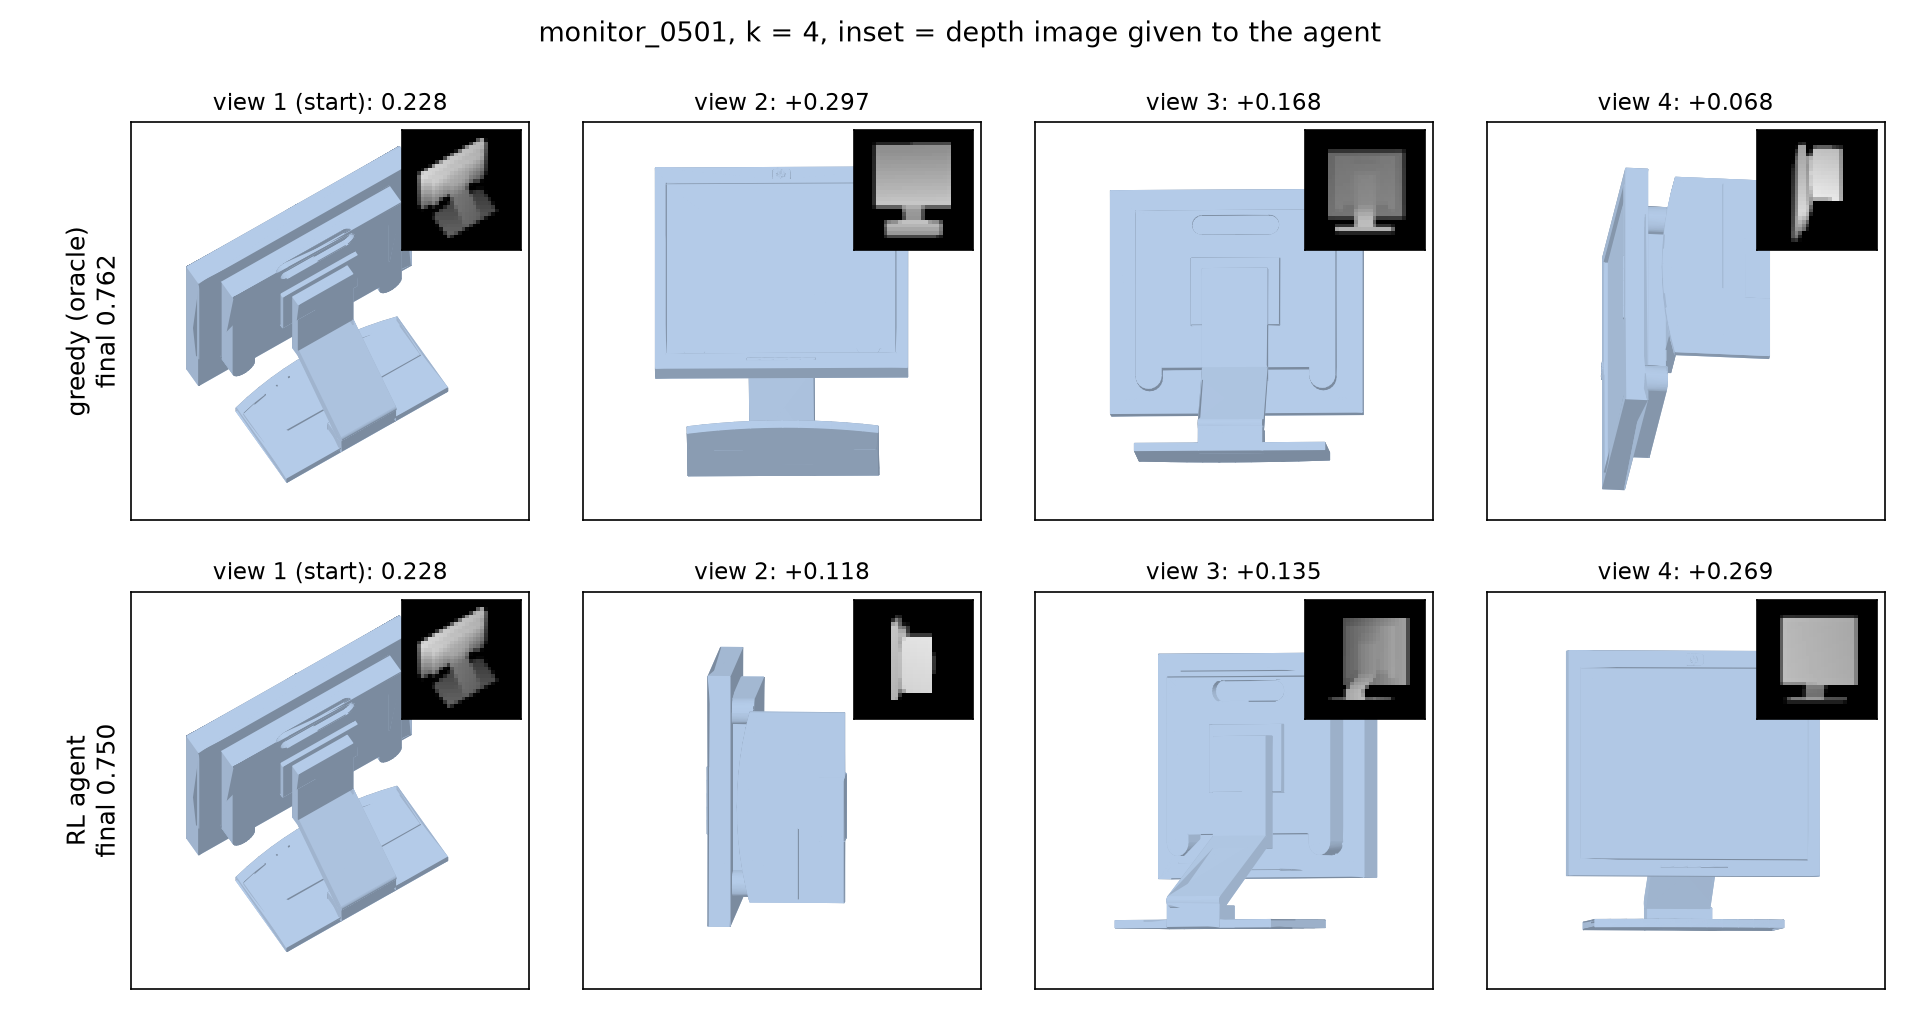 monitor_0501, k = 4, inset = depth image given to the agent
greedy (oracle)
final 0.762
view 1 (start): 0.228
view 2: +0.297
view 3: +0.168
view 4: +0.068
RL agent
final 0.750
view 1 (start): 0.228
view 2: +0.118
view 3: +0.135
view 4: +0.269